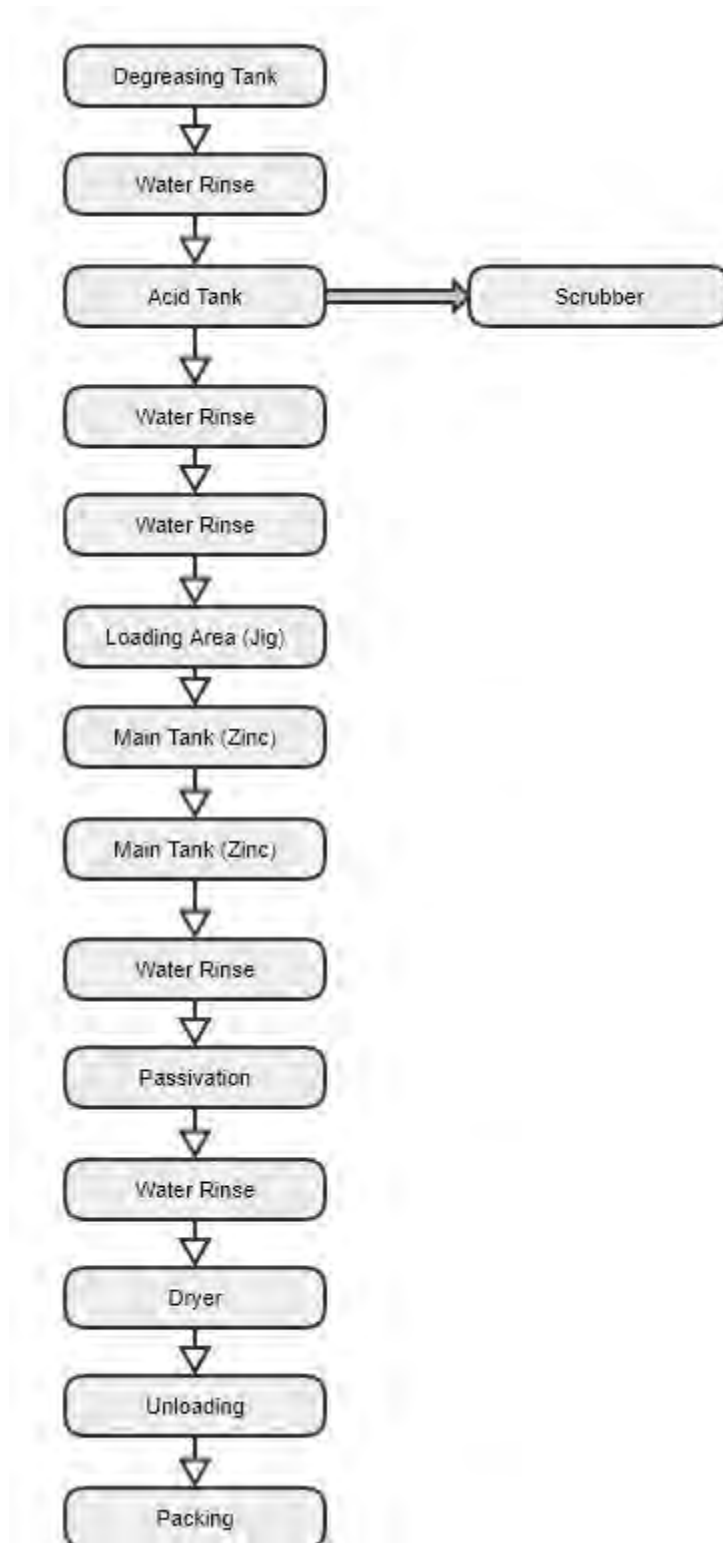 Degreasing Tank
Water Rinse
Acid Tank
Scrubber
Water Rinse
Water Rinse
Loading Area (Jig)
Main Tank (Zinc)
Main Tank (Zinc)
Water Rinse
Passivation
Water Rinse
Dryer
Unloading
Packing